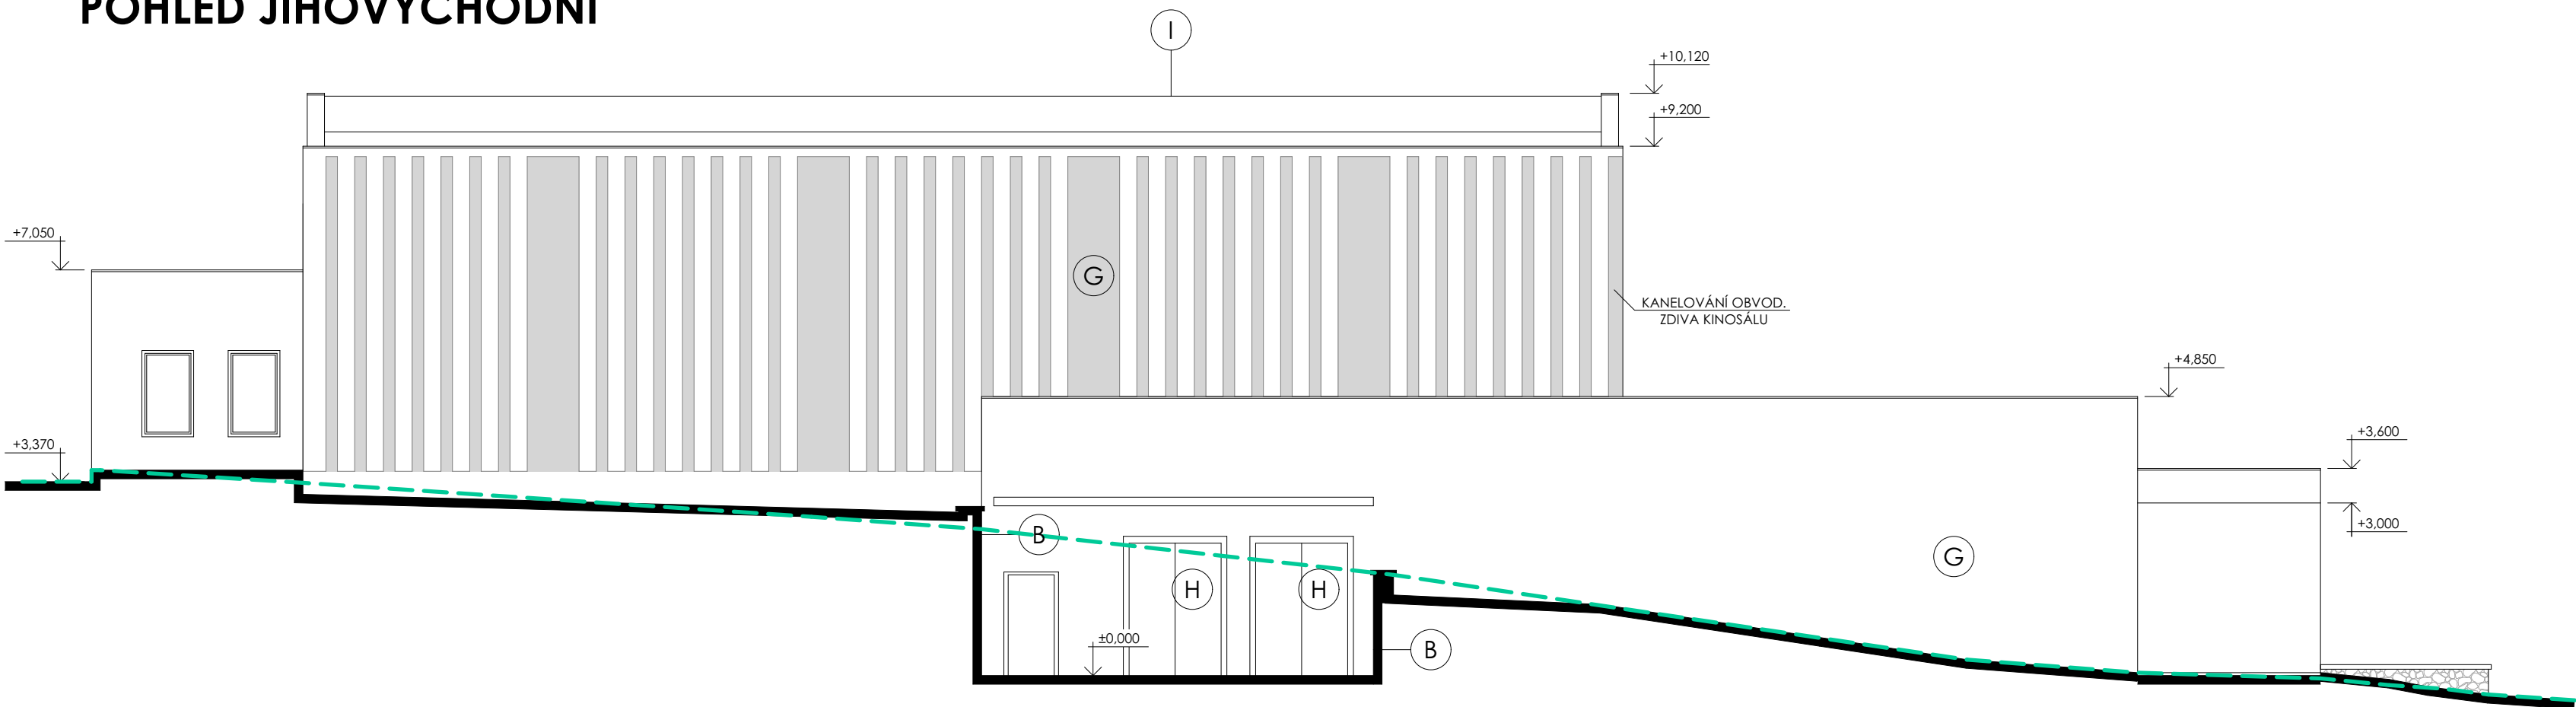 POHLED JIHOVÝCHODNÍ
I
+10,120
+9,200
+7,050
G
KANELOVÁNÍ OBVOD.
ZDIVA KINOSÁLU
+4,850
+3,370
+3,600
+3,000
B
H
H
G
±0,000
B